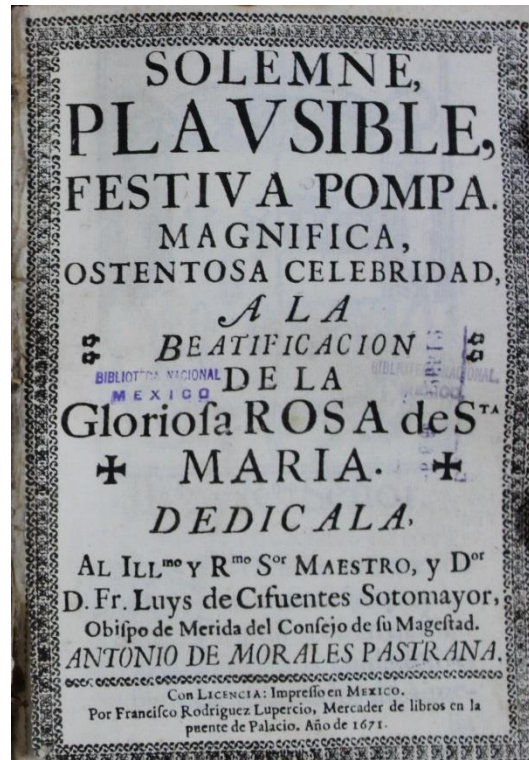 SOLEMNE,
PLAVSIBLE,
FESTIVA POMPA.
MAGNIFICA,
OSTENTOSA CELEBRIDAD,
A LA
BEATIFICACION
BIBLIOTECA NACIONAL
MEXICO
DE LA
Glorioſa ROSA de Sᵀᴬ
MARIA.
DEDICALA,
AL ILLᵐᵒ Y Rᵐᵒ Sᵒʳ MAESTRO, y Dᵒʳ
D. Fr. Luys de Cifuentes Sotomayor,
Obiſpo de Merida del Conſejo de ſu Mageſtad.
ANTONIO DE MORALES PASTRANA.
CON LICENCIA: Impreſſo en MEXICO.
Por Franciſco Rodriguez Lupercio, Mercader de libros en la
puente de Palacio. Año de 1671.